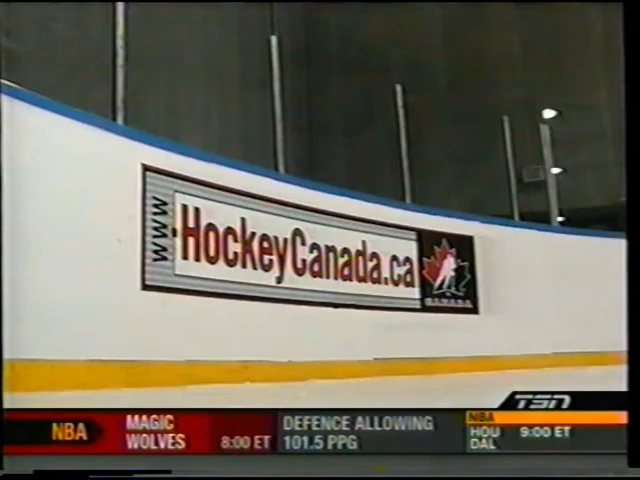 www
.HockeyCanada.ca
CANADA
TSN
NBA
MAGIC
WOLVES 8:00 ET
DEFENCE ALLOWING
101.5 PPG
NBA
HOU 9:00 ET
DAL